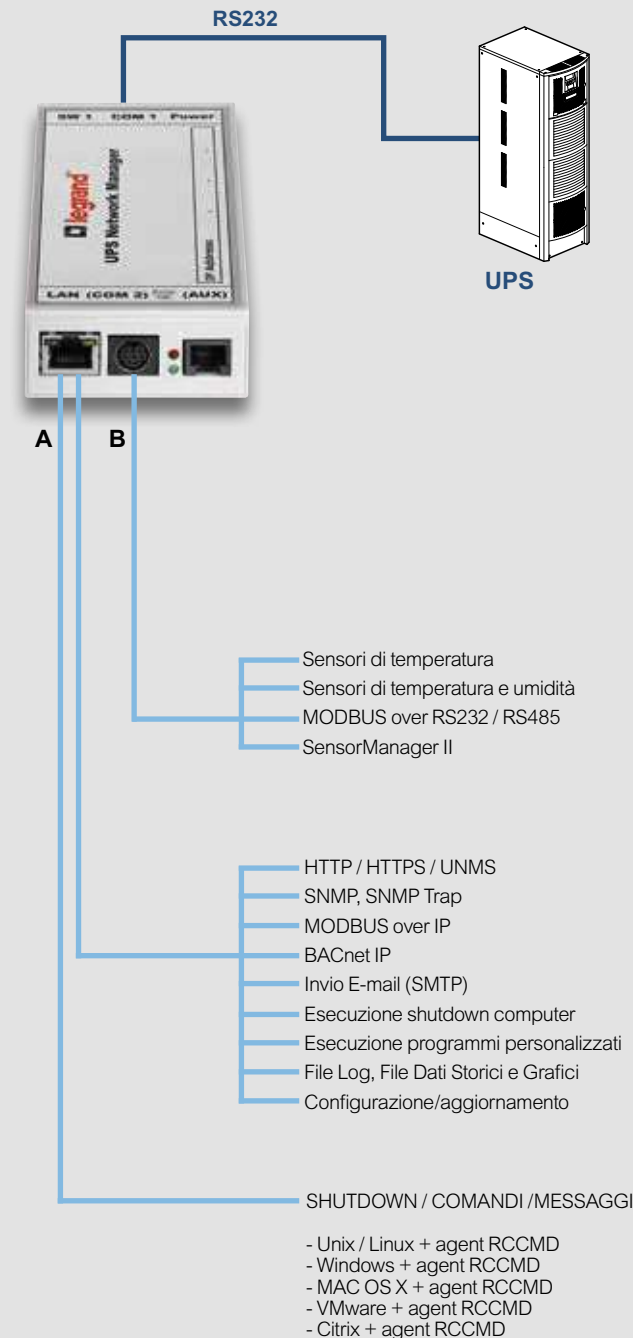 RS232
SW 1 COM 1 Power
legrand
UPS Network Manager
IP Address
LAN (COM 2) (AUX)
UPS
A B
Sensori di temperatura
Sensori di temperatura e umidità
MODBUS over RS232 / RS485
SensorManager II
HTTP / HTTPS / UNMS
SNMP, SNMP Trap
MODBUS over IP
BACnet IP
Invio E-mail (SMTP)
Esecuzione shutdown computer
Esecuzione programmi personalizzati
File Log, File Dati Storici e Grafici
Configurazione/aggiornamento
SHUTDOWN / COMANDI /MESSAGGI
- Unix / Linux + agent RCCMD
- Windows + agent RCCMD
- MAC OS X + agent RCCMD
- VMware + agent RCCMD
- Citrix + agent RCCMD